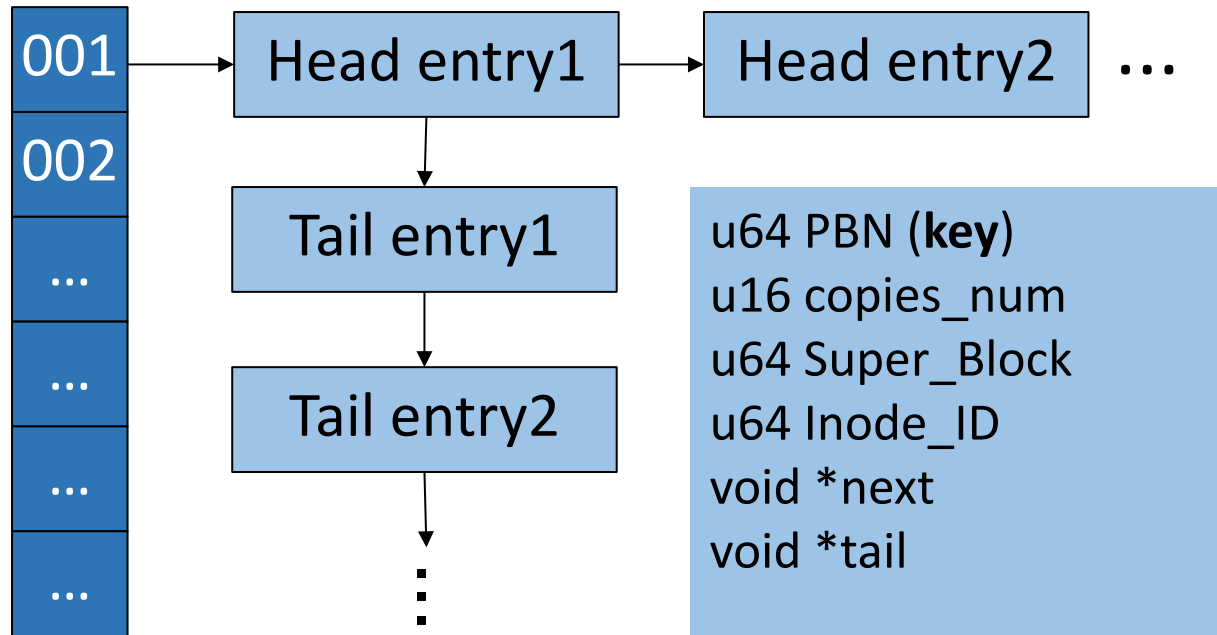 001
Head entry1
Head entry2
...
002
Tail entry1
...
Tail entry2
...
...
...
...
u64 PBN (key)
u16 copies_num
u64 Super_Block
u64 Inode_ID
void *next
void *tail